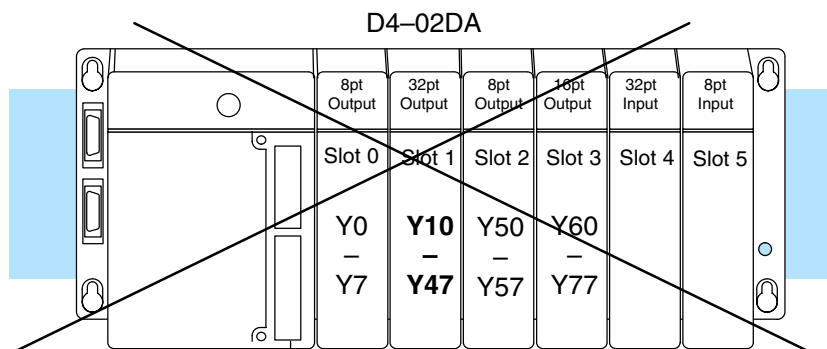 D4–02DA
8pt Output
32pt Output
8pt Output
16pt Output
32pt Input
8pt Input
Slot 0
Slot 1
Slot 2
Slot 3
Slot 4
Slot 5
Y0
–
Y7
Y10
–
Y47
Y50
–
Y57
Y60
–
Y77